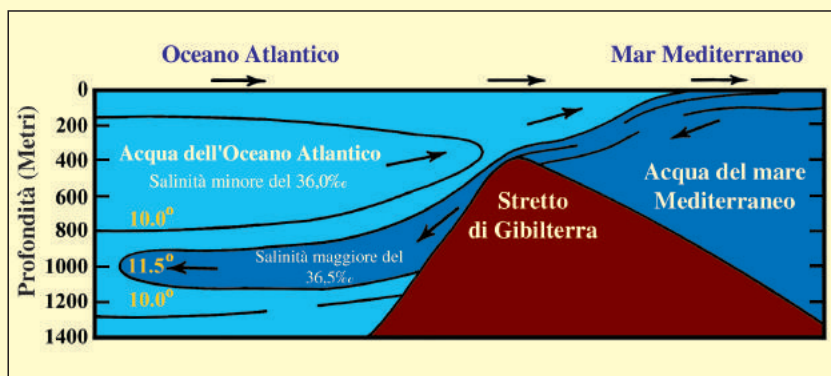 Oceano Atlantico
Mar Mediterraneo
Profondità (Metri)
0
200
400
600
800
1000
1200
1400
Acqua dell'Oceano Atlantico
Salinità minore del 36,0‰
10.0°
11.5°
10.0°
Salinità maggiore del
36,5‰
Stretto
di Gibilterra
Acqua del mare
Mediterraneo